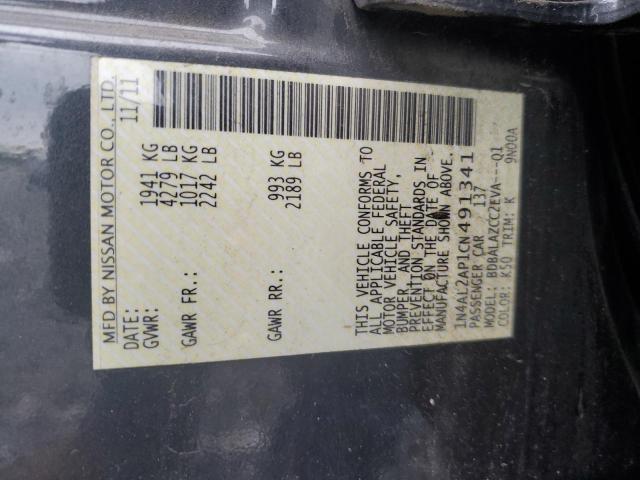 MFD BY NISSAN MOTOR CO., LTD.
DATE: 11/11
GVWR: 1941 KG
4279 LB
GAWR FR.: 1017 KG
2242 LB
GAWR RR.: 993 KG
2189 LB
THIS VEHICLE CONFORMS TO
ALL APPLICABLE FEDERAL
MOTOR VEHICLE SAFETY,
BUMPER, AND THEFT
PREVENTION STANDARDS IN
EFFECT ON THE DATE OF
MANUFACTURE SHOWN ABOVE.
1N4AL2AP1CN491341
PASSENGER CAR 137
MODEL: BDBALAZCCZEVA---Q1
COLOR: K50 TRIM: K 9N00A